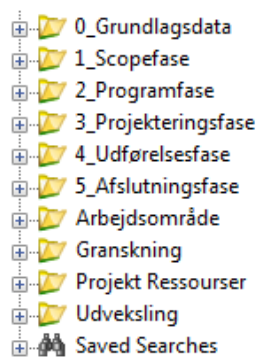 0_Grundlagsdata
1_Scopefase
2_Programfase
3_Projekteringsfase
4_Udførelsesfase
5_Afslutningsfase
Arbejdsområde
Granskning
Projekt Ressourser
Udveksling
Saved Searches